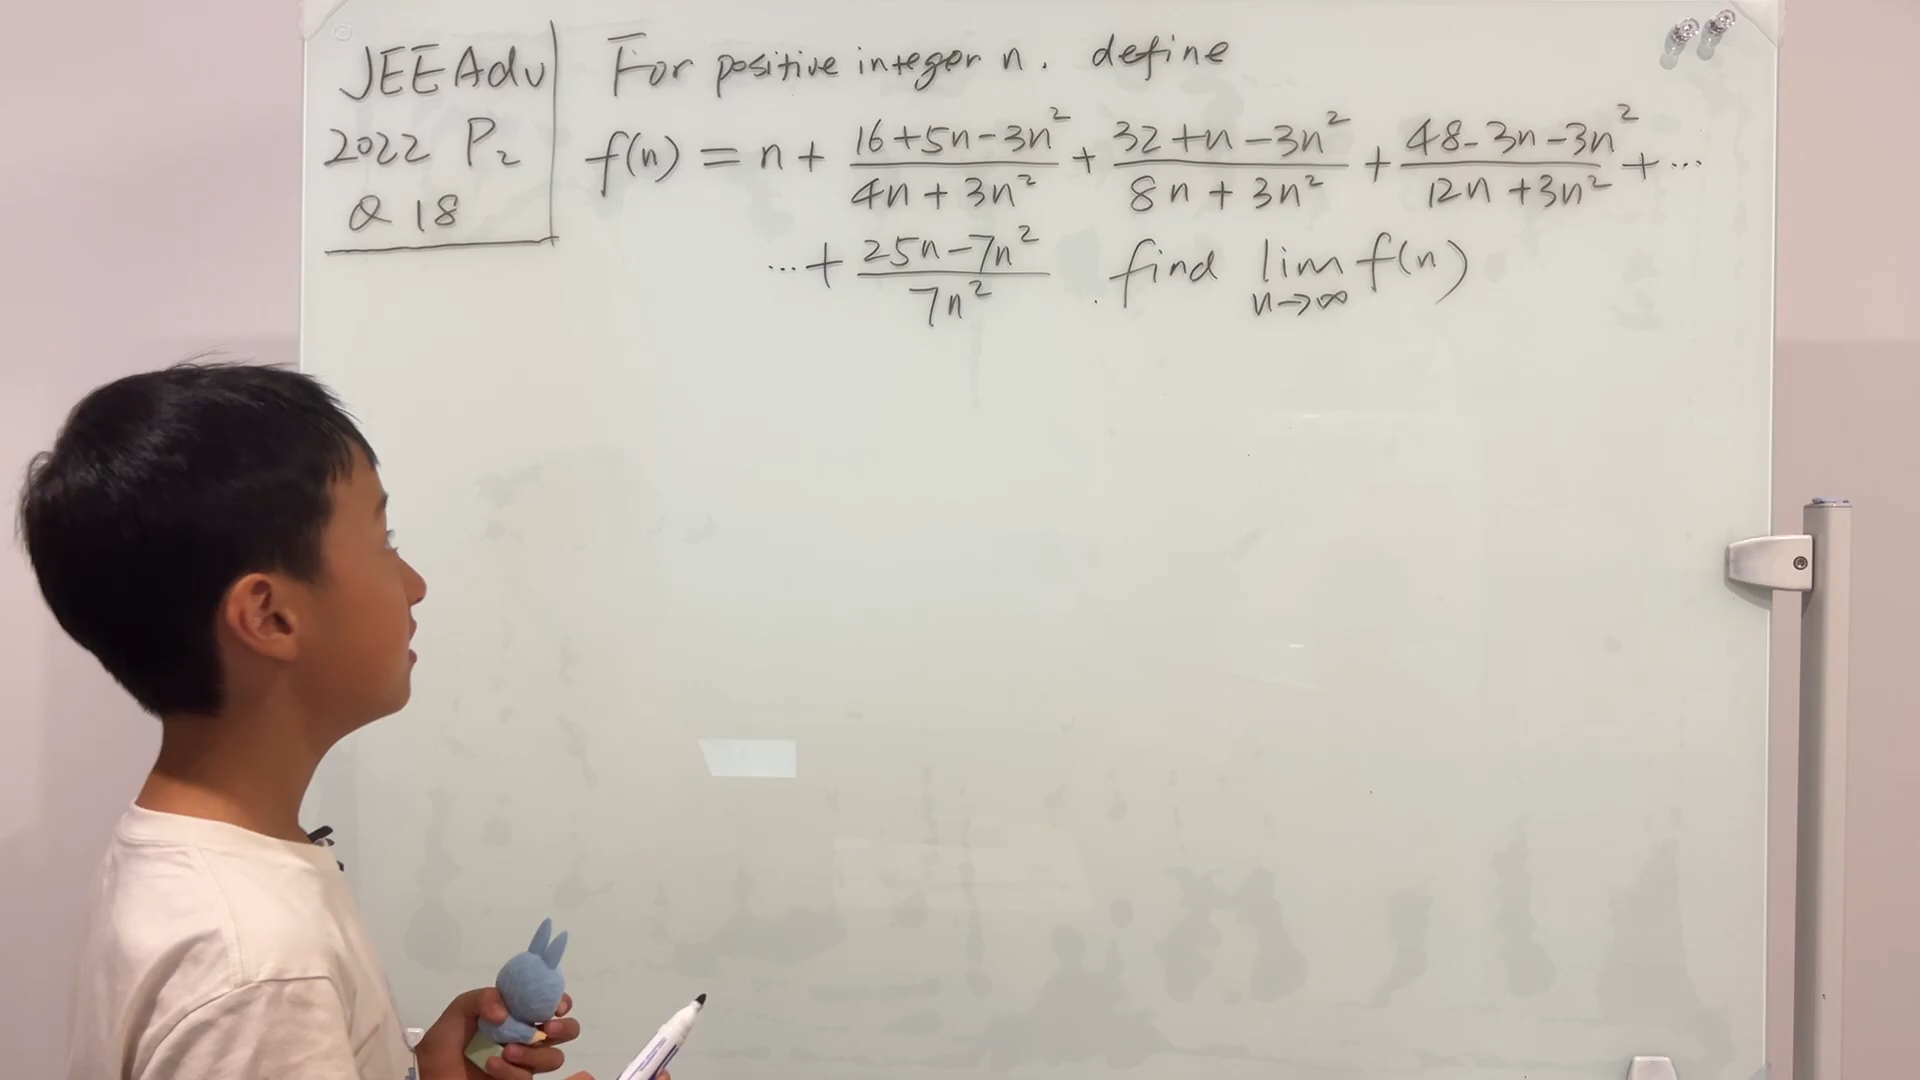 JEE Adv
2022 P₂
Q 18
For positive integer n. define
f(n) = n + (16+5n-3n²)/(4n+3n²) + (32+n-3n²)/(8n+3n²) + (48-3n-3n²)/(12n+3n²) + ...
... + (25n-7n²)/(7n²) . find lim n→∞ f(n)